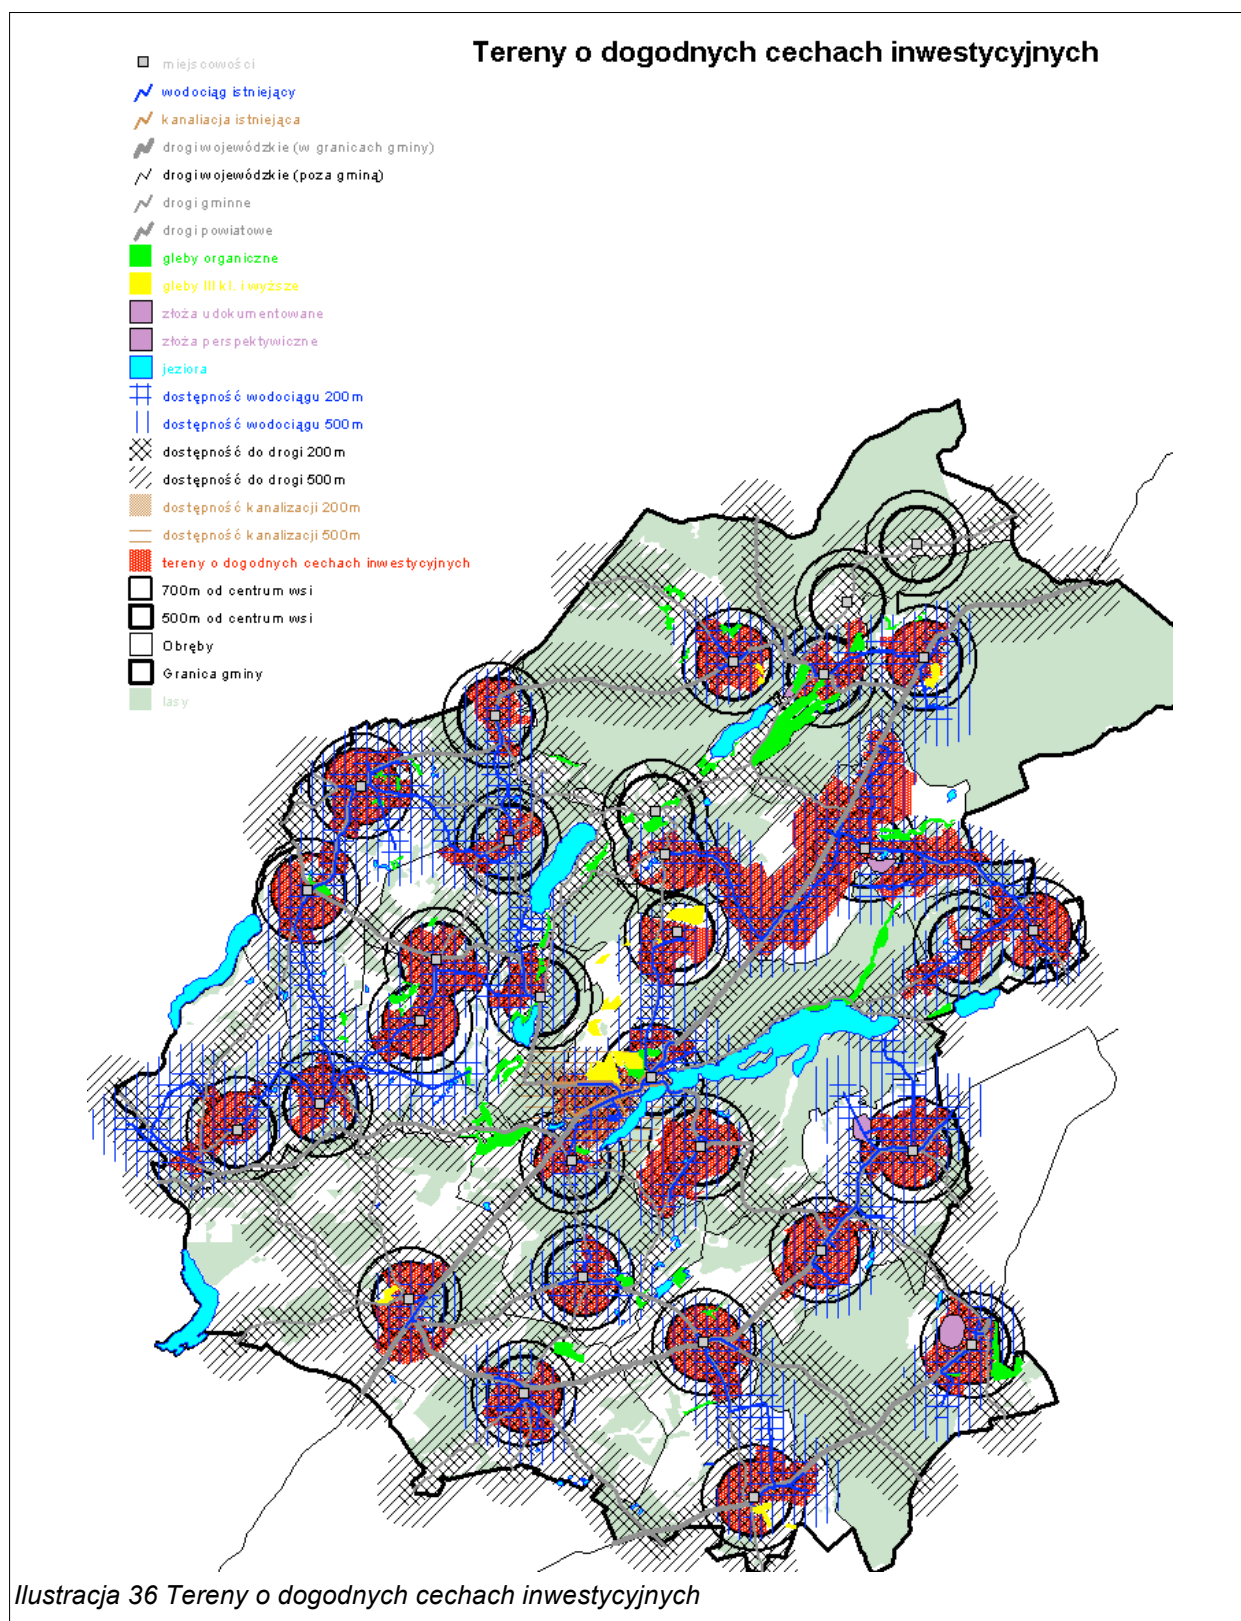 Tereny o dogodnych cechach inwestycyjnych
miejscowości
wodociąg istniejący
kanaliacja istniejąca
drogi wojewódzkie (w granicach gminy)
drogi wojewódzkie (poza gminą)
drogi gminne
drogi powiatowe
gleby organiczne
gleby III kl. i wyższe
złoża udokumentowane
złoża perspektywiczne
jeziora
dostępność wodociągu 200m
dostępność wodociągu 500m
dostępność do drogi 200m
dostępność do drogi 500m
dostępność kanalizacji 200m
dostępność kanalizacji 500m
tereny o dogodnych cechach inwestycyjnych
700m od centrum wsi
500m od centrum wsi
Obręby
Granica gminy
lasy
Ilustracja 36 Tereny o dogodnych cechach inwestycyjnych